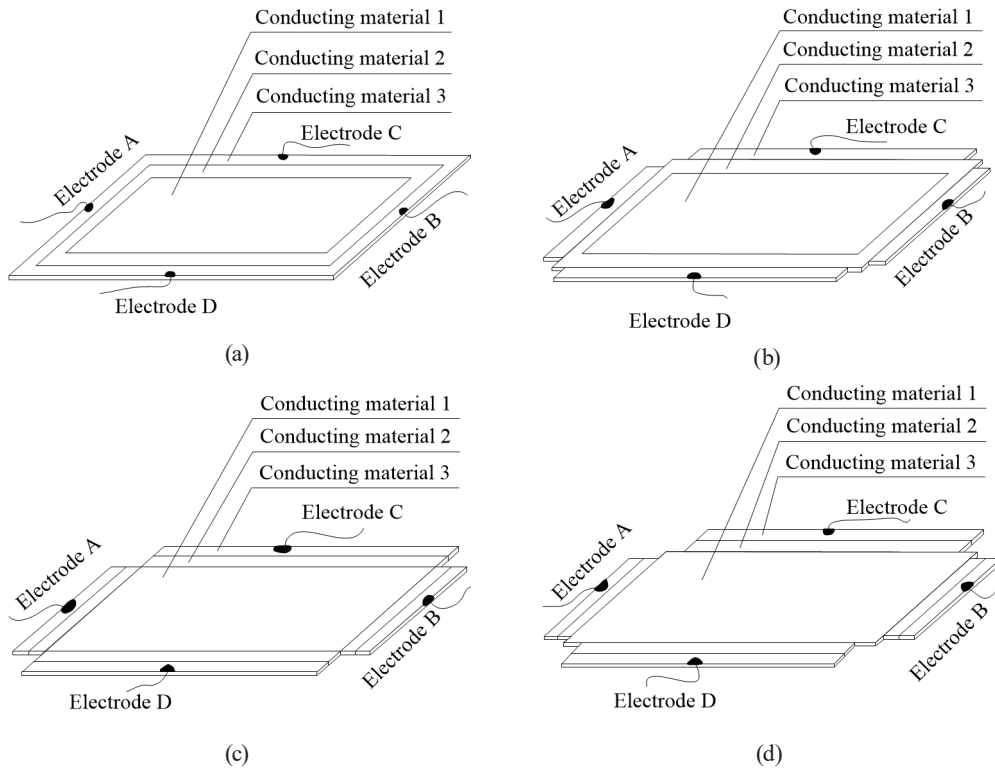 Conducting material 1
Conducting material 2
Conducting material 3
Electrode C
Electrode A
Electrode B
Electrode D
(a)
Conducting material 1
Conducting material 2
Conducting material 3
Electrode C
Electrode A
Electrode B
Electrode D
(b)
Conducting material 1
Conducting material 2
Conducting material 3
Electrode C
Electrode A
Electrode B
Electrode D
(c)
Conducting material 1
Conducting material 2
Conducting material 3
Electrode C
Electrode A
Electrode B
Electrode D
(d)